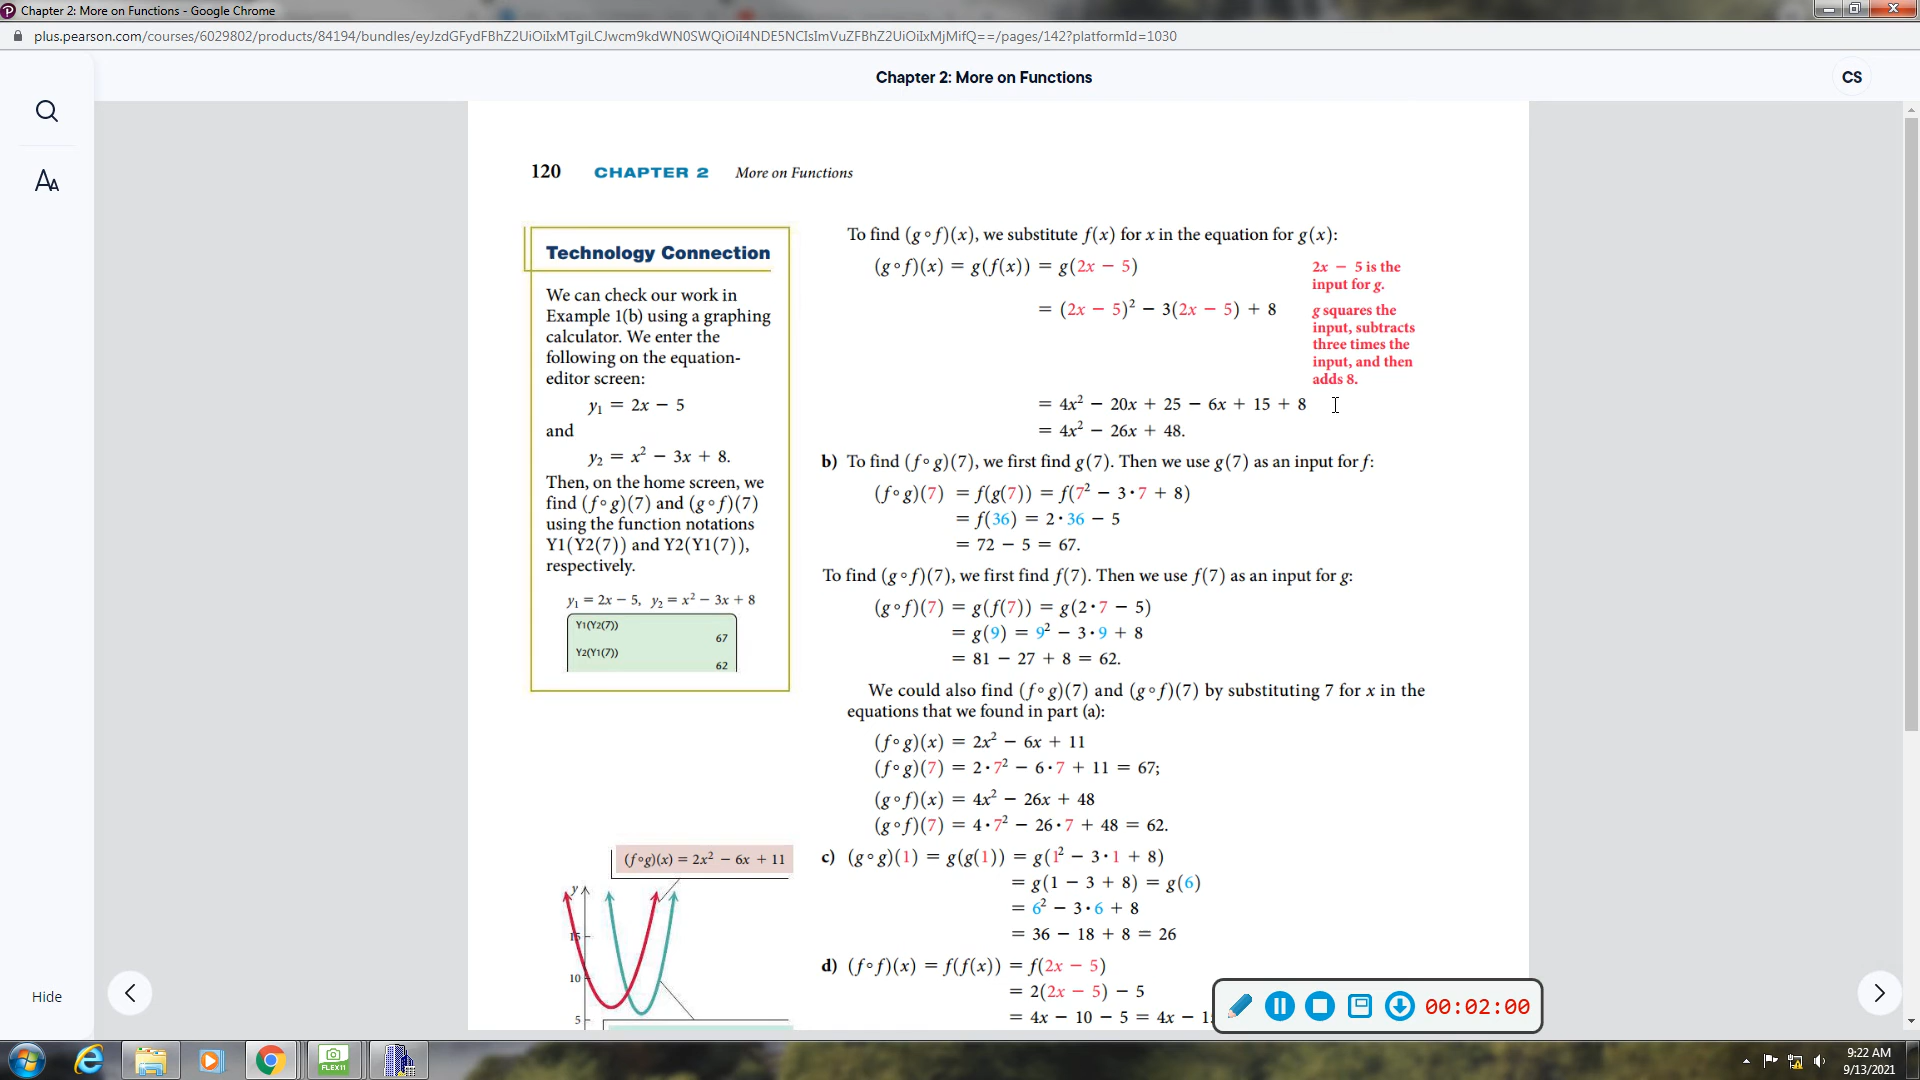 Chapter 2: More on Functions - Google Chrome
plus.pearson.com/courses/6029802/products/84194/bundles/eyJzdGFydFBhZ2UiOiIxMTgiLCJwcm9kdWN0SWQiOiI4NDE5NCIsImVuZFBhZ2UiOiIxMjMifQ==/pages/142?platformId=1030
Chapter 2: More on Functions
CS
120 CHAPTER 2 More on Functions
Technology Connection
We can check our work in
Example 1(b) using a graphing
calculator. We enter the
following on the equation-
editor screen:
y₁ = 2x − 5
and
y₂ = x² − 3x + 8.
Then, on the home screen, we
find (f∘g)(7) and (g∘f)(7)
using the function notations
Y1(Y2(7)) and Y2(Y1(7)),
respectively.
y₁ = 2x − 5, y₂ = x² − 3x + 8
Y1(Y2(7))
67
Y2(Y1(7))
62
To find (g∘f)(x), we substitute f(x) for x in the equation for g(x):
(g∘f)(x) = g(f(x)) = g(2x − 5)
2x − 5 is the
input for g.
= (2x − 5)² − 3(2x − 5) + 8
g squares the
input, subtracts
three times the
input, and then
adds 8.
= 4x² − 20x + 25 − 6x + 15 + 8
= 4x² − 26x + 48.
b) To find (f∘g)(7), we first find g(7). Then we use g(7) as an input for f:
(f∘g)(7) = f(g(7)) = f(7² − 3·7 + 8)
= f(36) = 2·36 − 5
= 72 − 5 = 67.
To find (g∘f)(7), we first find f(7). Then we use f(7) as an input for g:
(g∘f)(7) = g(f(7)) = g(2·7 − 5)
= g(9) = 9² − 3·9 + 8
= 81 − 27 + 8 = 62.
We could also find (f∘g)(7) and (g∘f)(7) by substituting 7 for x in the
equations that we found in part (a):
(f∘g)(x) = 2x² − 6x + 11
(f∘g)(7) = 2·7² − 6·7 + 11 = 67;
(g∘f)(x) = 4x² − 26x + 48
(g∘f)(7) = 4·7² − 26·7 + 48 = 62.
c) (g∘g)(1) = g(g(1)) = g(1² − 3·1 + 8)
= g(1 − 3 + 8) = g(6)
= 6² − 3·6 + 8
= 36 − 18 + 8 = 26
d) (f∘f)(x) = f(f(x)) = f(2x − 5)
= 2(2x − 5) − 5
= 4x − 10 − 5 = 4x − 1
(f∘g)(x) = 2x² − 6x + 11
y
15
10
5
Hide
00:02:00
FLEX11
9:22 AM
9/13/2021